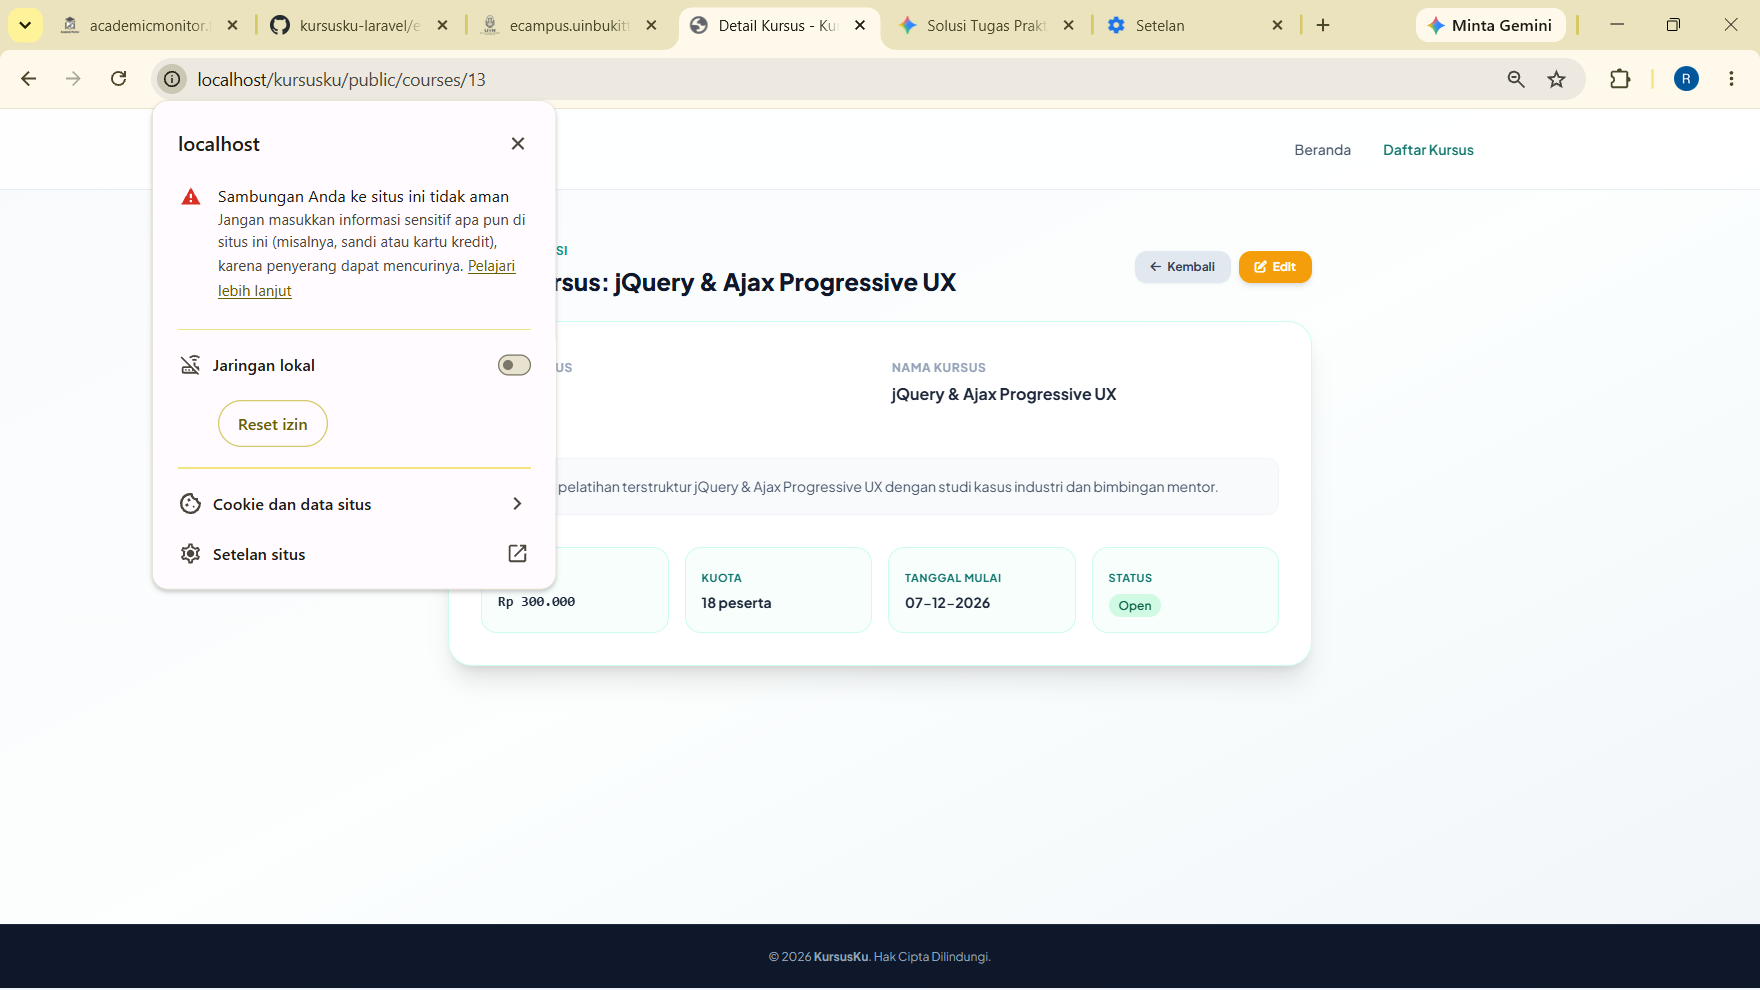 academicmonitor.
kursusku-laravel/e
ecampus.uinbukitt
Detail Kursus - Ku
Solusi Tugas Prakt
Setelan
Minta Gemini
localhost/kursusku/public/courses/13
R
localhost
Sambungan Anda ke situs ini tidak aman
Jangan masukkan informasi sensitif apa pun di
situs ini (misalnya, sandi atau kartu kredit),
karena penyerang dapat mencurinya. Pelajari
lebih lanjut
Jaringan lokal
Reset izin
Cookie dan data situs
Setelan situs
Beranda
Daftar Kursus
SI
rsus: jQuery & Ajax Progressive UX
Kembali
Edit
US
NAMA KURSUS
jQuery & Ajax Progressive UX
pelatihan terstruktur jQuery & Ajax Progressive UX dengan studi kasus industri dan bimbingan mentor.
Rp 300.000
KUOTA
18 peserta
TANGGAL MULAI
07-12-2026
STATUS
Open
© 2026 KursusKu. Hak Cipta Dilindungi.